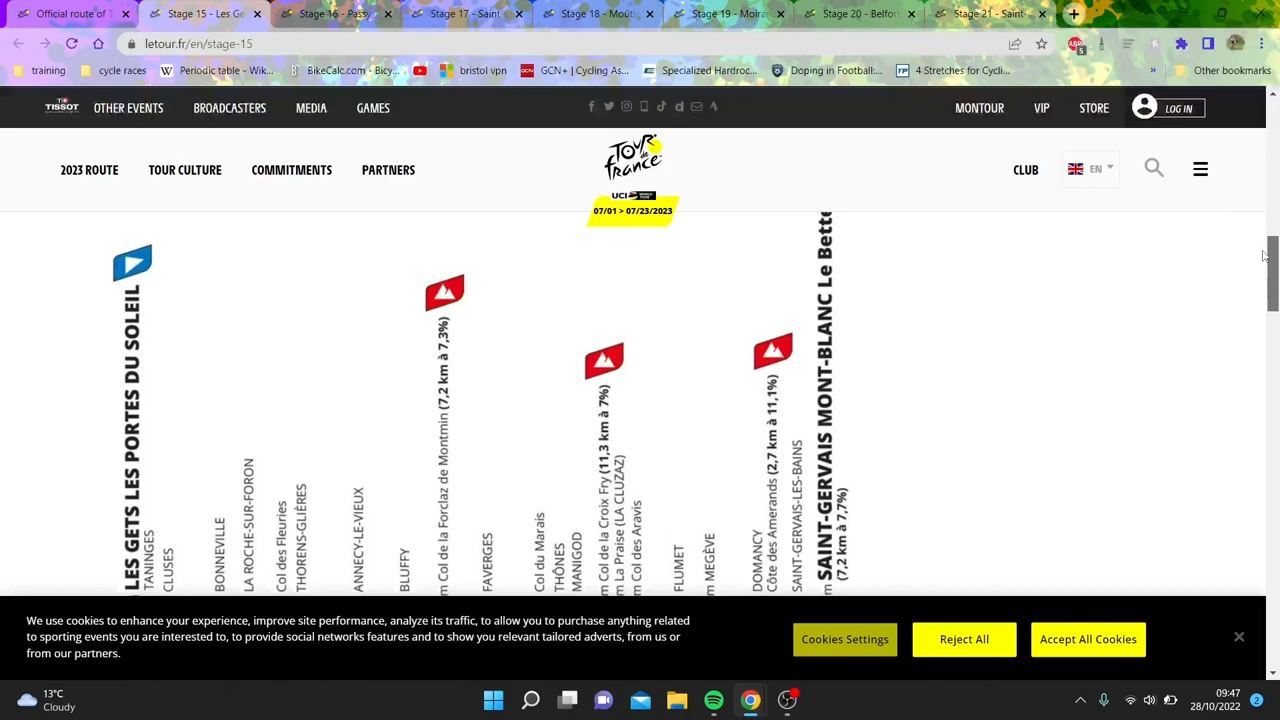 Official route of T
Stage 15 - Les Ge
Stage 16 - Passy
Stage 17 - Saint-
Stage 18 - Moûtie
Stage 19 - Moiran
Stage 20 - Belfort
Stage 21 - Saint-
letour.fr/en/stage-15
training
cycle races
Periodic table - Wik...
BikeCalc.com - Bicy...
bristol vpn
GCN+ | Cycling As...
Specialized Hardroc...
Doping in Football:...
4 Stretches for Cycli...
»
Other bookmarks
TISSOT
OTHER EVENTS
BROADCASTERS
MEDIA
GAMES
MONTOUR
VIP
STORE
LOG IN
2023 ROUTE
TOUR CULTURE
COMMITMENTS
PARTNERS
TOUR de france
UCI
07/01 > 07/23/2023
CLUB
EN
LES GETS LES PORTES DU SOLEIL
TANINGES
CLUSES
BONNEVILLE
LA ROCHE-SUR-FORON
Col des Fleuries
THORENS-GLIÈRES
ANNECY-LE-VIEUX
BLUFFY
m Col de la Forclaz de Montmin (7,2 km à 7,3%)
FAVERGES
Col du Marais
THÔNES
MANIGOD
m Col de la Croix Fry (11,3 km à 7%)
m La Praise (LA CLUZAZ)
m Col des Aravis
FLUMET
m MEGÈVE
DOMANCY
Côte des Amerands (2,7 km à 11,1%)
SAINT-GERVAIS-LES-BAINS
m SAINT-GERVAIS MONT-BLANC Le Bette
(7,2 km à 7,7%)
We use cookies to enhance your experience, improve site performance, analyze its traffic, to allow you to purchase anything related
to sporting events you are interested to, to provide social networks features and to show you relevant tailored adverts, from us or
from our partners.
Cookies Settings
Reject All
Accept All Cookies
13°C
Cloudy
09:47
28/10/2022
2